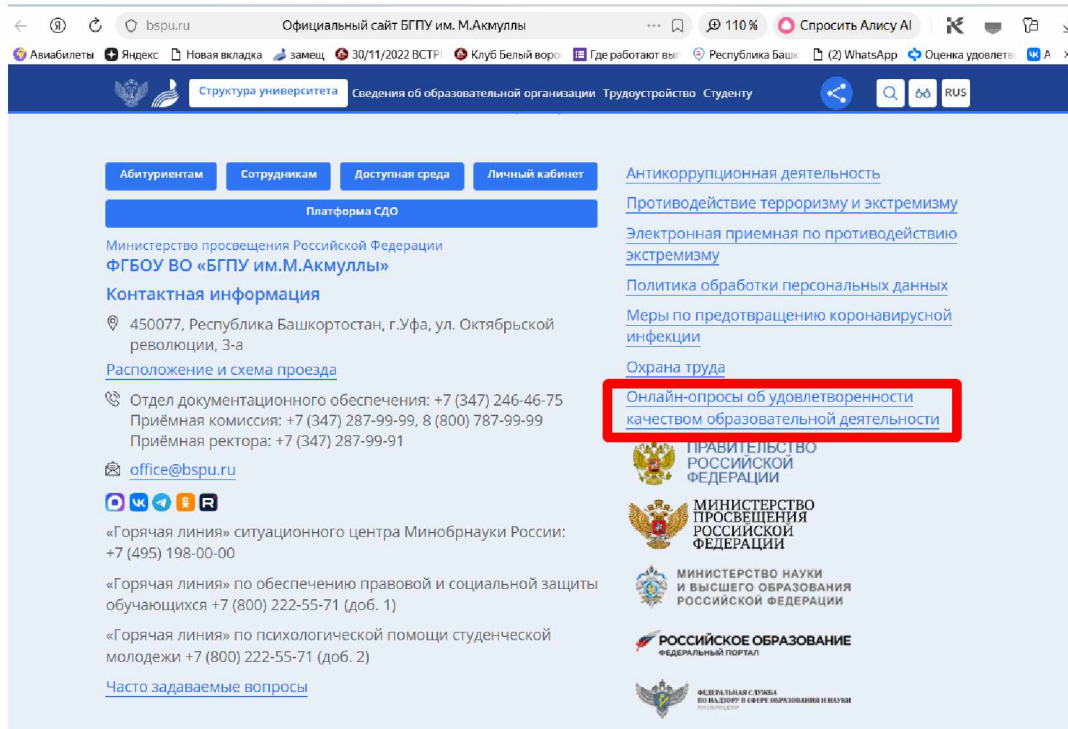 bspu.ru
Официальный сайт БГПУ им. М.Акмуллы
110 %
Спросить Алису AI
Авиабилеты
Яндекс
Новая вкладка
замещ
30/11/2022 ВСТР
Клуб Белый воро
Где работают вып
Республика Башк
(2) WhatsApp
Оценка удовлетв
А
Структура университета
Сведения об образовательной организации
Трудоустройство
Студенту
RUS
Абитуриентам
Сотрудникам
Доступная среда
Личный кабинет
Платформа СДО
Министерство просвещения Российской Федерации
ФГБОУ ВО «БГПУ им.М.Акмуллы»
Контактная информация
450077, Республика Башкортостан, г.Уфа, ул. Октябрьской
революции, 3-а
Расположение и схема проезда
Отдел документационного обеспечения: +7 (347) 246-46-75
Приёмная комиссия: +7 (347) 287-99-99, 8 (800) 787-99-99
Приёмная ректора: +7 (347) 287-99-91
office@bspu.ru
«Горячая линия» ситуационного центра Минобрнауки России:
+7 (495) 198-00-00
«Горячая линия» по обеспечению правовой и социальной защиты
обучающихся +7 (800) 222-55-71 (доб. 1)
«Горячая линия» по психологической помощи студенческой
молодежи +7 (800) 222-55-71 (доб. 2)
Часто задаваемые вопросы
Антикоррупционная деятельность
Противодействие терроризму и экстремизму
Электронная приемная по противодействию
экстремизму
Политика обработки персональных данных
Меры по предотвращению коронавирусной
инфекции
Охрана труда
Онлайн-опросы об удовлетворенности
качеством образовательной деятельности
ПРАВИТЕЛЬСТВО
РОССИЙСКОЙ
ФЕДЕРАЦИИ
МИНИСТЕРСТВО
ПРОСВЕЩЕНИЯ
РОССИЙСКОЙ
ФЕДЕРАЦИИ
МИНИСТЕРСТВО НАУКИ
И ВЫСШЕГО ОБРАЗОВАНИЯ
РОССИЙСКОЙ ФЕДЕРАЦИИ
РОССИЙСКОЕ ОБРАЗОВАНИЕ
ФЕДЕРАЛЬНЫЙ ПОРТАЛ
ФЕДЕРАЛЬНАЯ СЛУЖБА
ПО НАДЗОРУ В СФЕРЕ ОБРАЗОВАНИЯ И НАУКИ